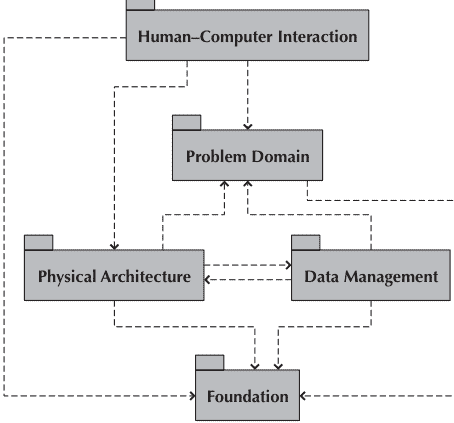 Human–Computer Interaction
Problem Domain
Physical Architecture
Data Management
Foundation